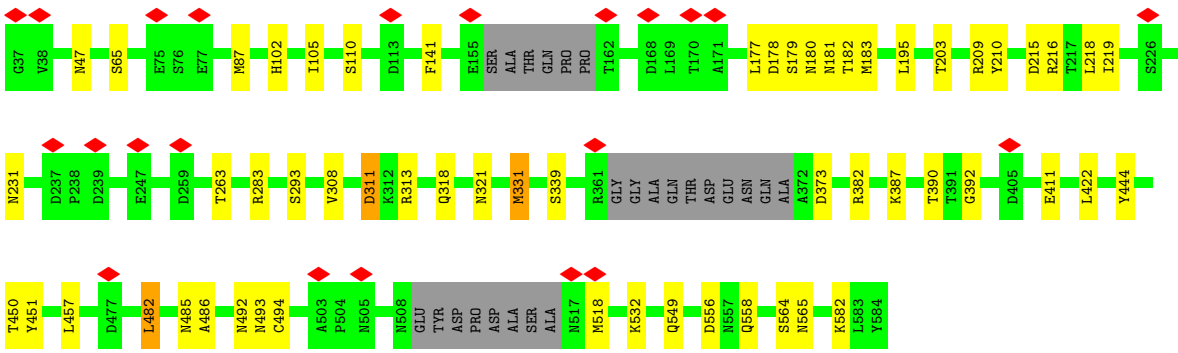 G37 V38 N47 S65 E75 S76 E77 M87 H102 I105 S110 D113 F141 E155 SER ALA THR GLN PRO PRO T162 D168 L169 T170 A171 L177 D178 S179 N180 N181 T182 M183 L195 T203 R209 Y210 D215 R216 T217 L218 I219 S226
N231 D237 P238 D239 E247 D259 T263 R283 S293 V308 D311 K312 R313 Q318 N321 M331 S339 R361 GLY GLY ALA GLN THR ASP GLU ASN GLN ALA A372 D373 R382 K387 T390 T391 G392 D405 E411 L422 Y444
T450 Y451 L457 D477 L482 N485 A486 N492 N493 C494 A503 P504 N505 N508 GLU TYR ASP PRO ASP ALA SER ALA N517 M518 K532 Q549 D556 N557 Q558 S564 N565 K582 L583 Y584